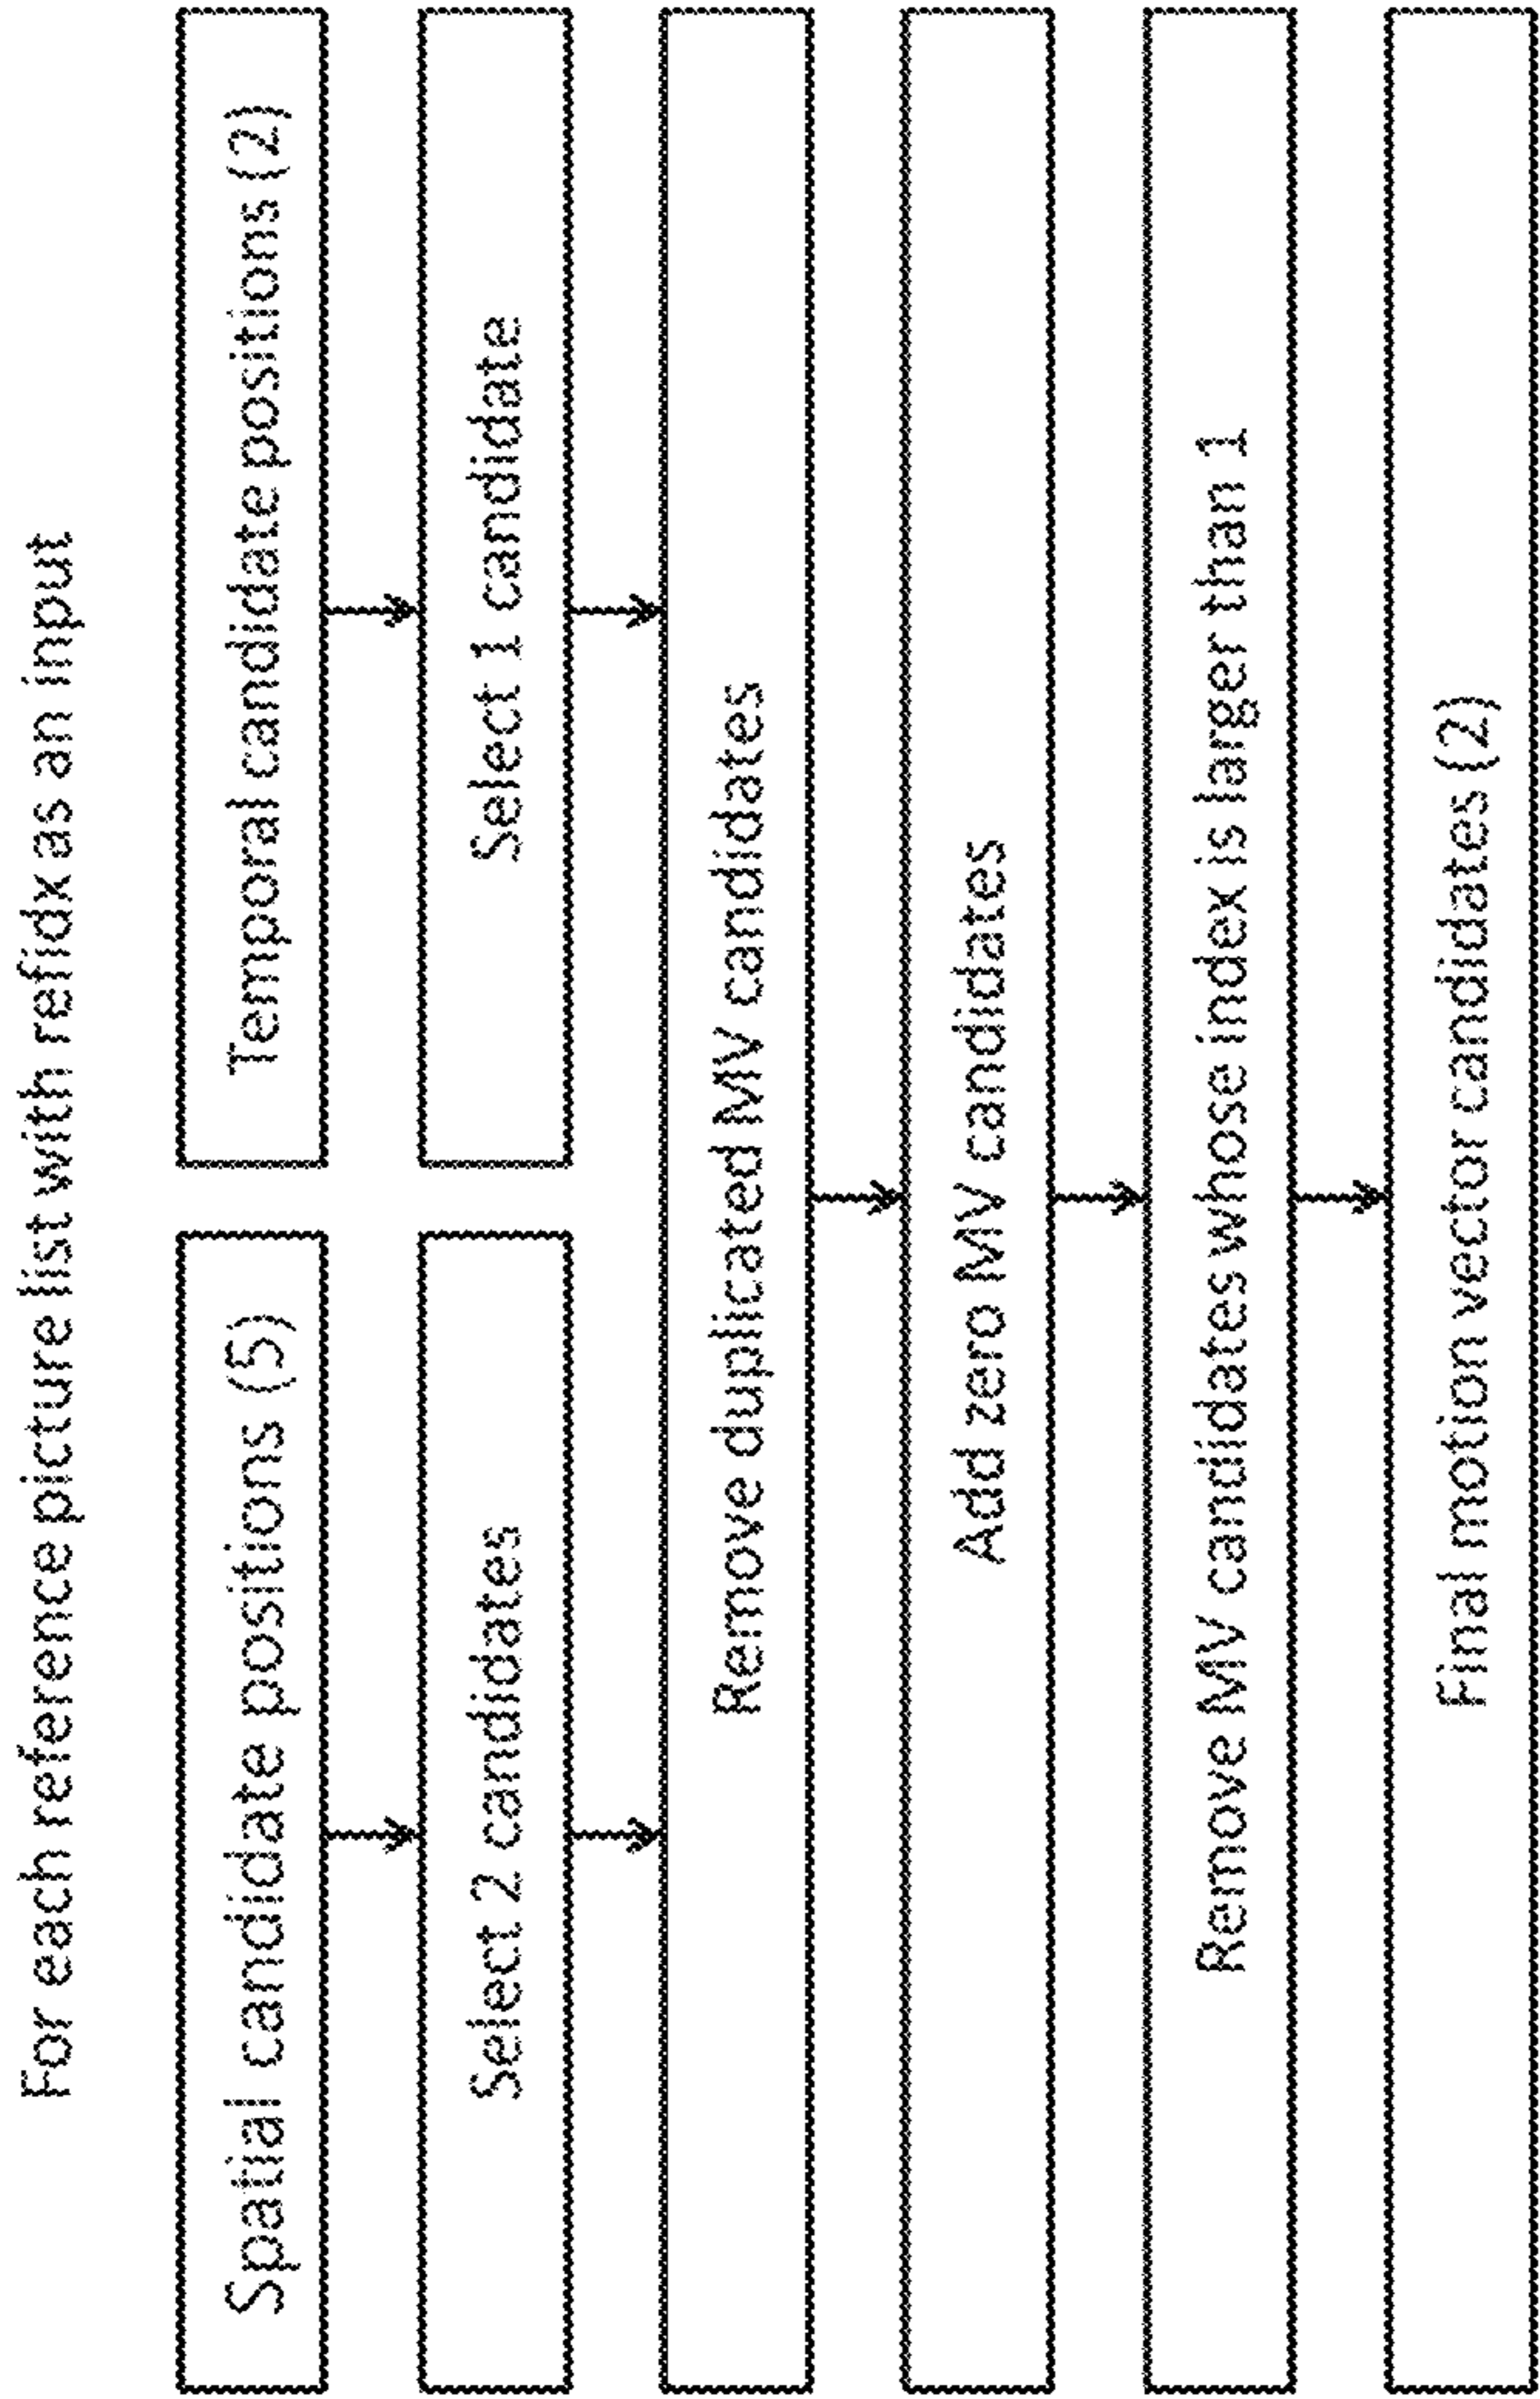 For each reference picture list with refidx as an input
Spatial candidate positions (5)
Temporal candidate positions (2)
Select 2 candidates
Select 1 candidate
Remove duplicated MV candidates
Add zero MV candidates
Remove MV candidates whose index is larger than 1
Final motion vector candidates (2)